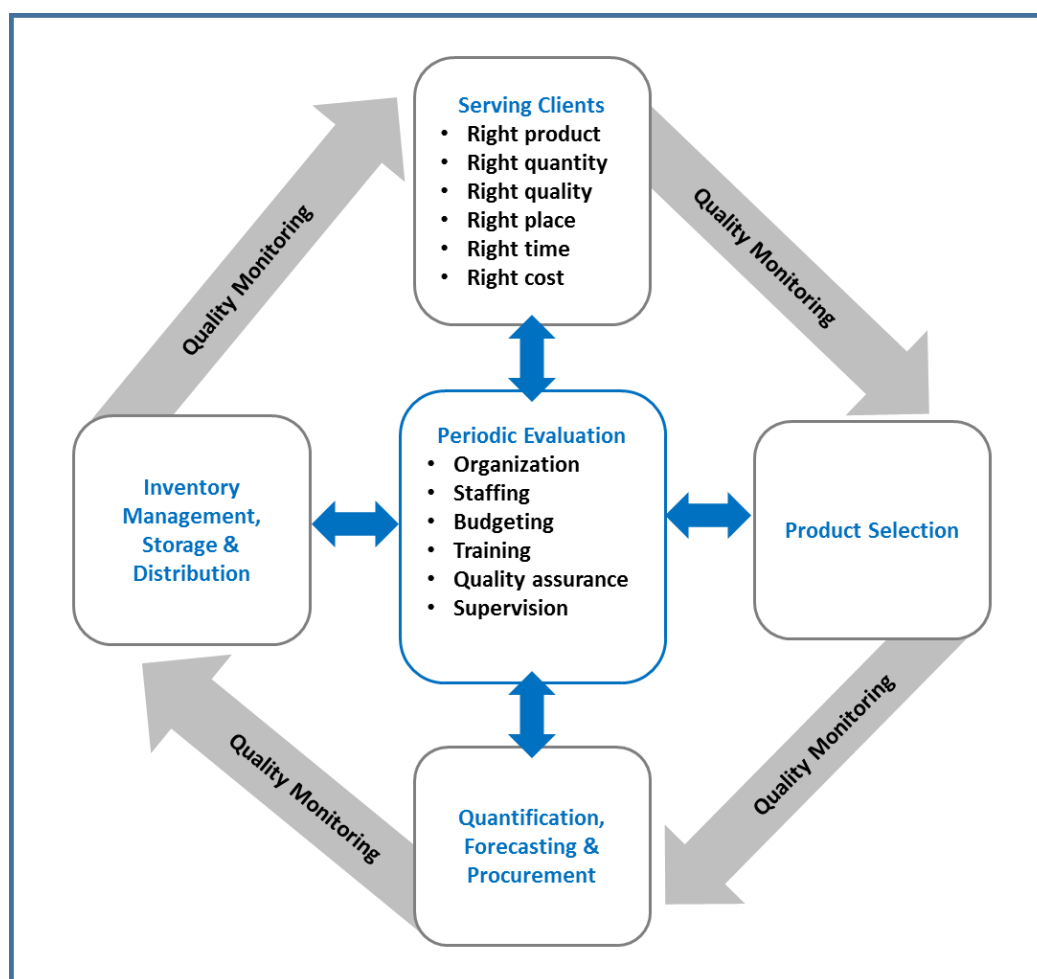 Serving Clients
• Right product
• Right quantity
• Right quality
• Right place
• Right time
• Right cost
Quality Monitoring
Quality Monitoring
Periodic Evaluation
• Organization
• Staffing
• Budgeting
• Training
• Quality assurance
• Supervision
Inventory
Management,
Storage &
Distribution
Product Selection
Quality Monitoring
Quality Monitoring
Quantification,
Forecasting &
Procurement